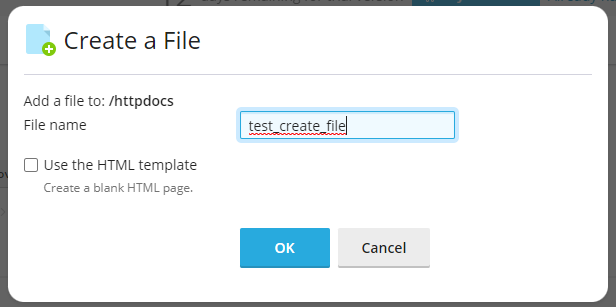 Create a File
Add a file to: /httpdocs
File name
test_create_file
Use the HTML template
Create a blank HTML page.
OK
Cancel